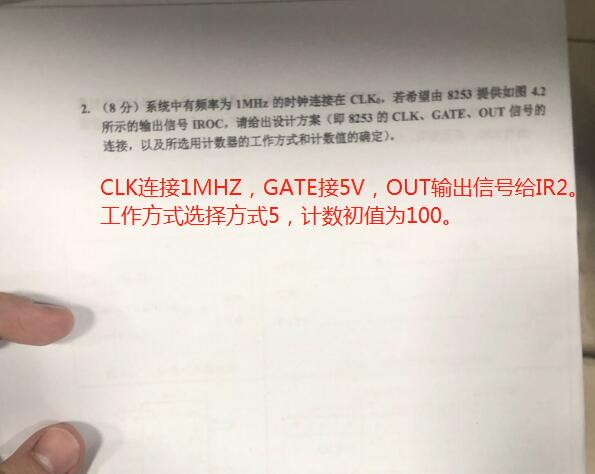 2. （8 分）系统中有频率为 1MHz 的时钟连接在 CLK₀，若希望由 8253 提供如图 4.2
所示的输出信号 IROC，请给出设计方案（即 8253 的 CLK、GATE、OUT 信号的
连接，以及所选用计数器的工作方式和计数值的确定）。
CLK连接1MHZ，GATE接5V，OUT输出信号给IR2。
工作方式选择方式5，计数初值为100。